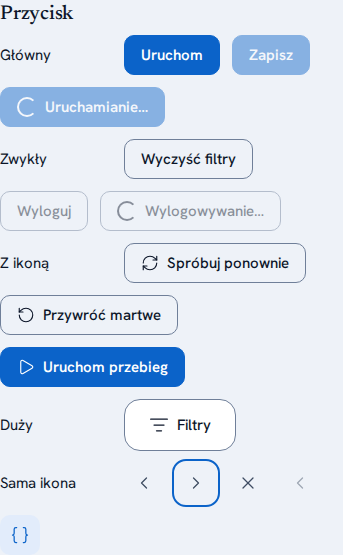 Przycisk
Główny Uruchom Zapisz
Uruchamianie...
Zwykły Wyczyść filtry
Wyloguj Wylogowywanie...
Z ikoną Spróbuj ponownie
Przywróć martwe
Uruchom przebieg
Duży Filtry
Sama ikona
{ }